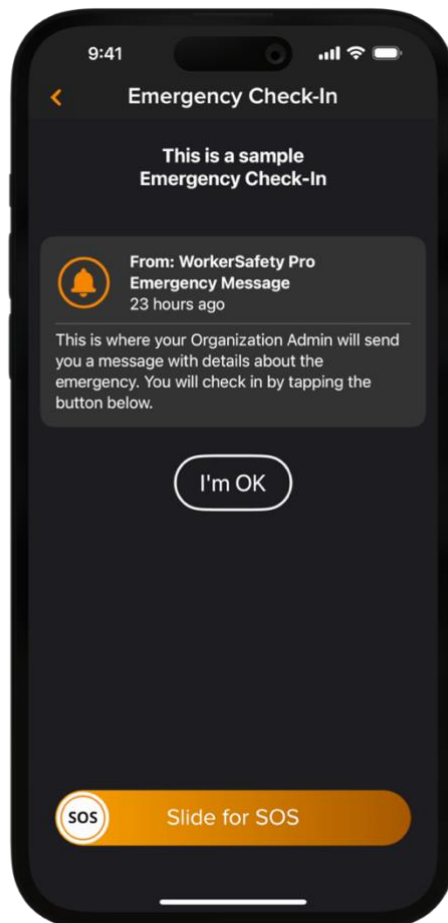 9:41
Emergency Check-In
This is a sample
Emergency Check-In
From: WorkerSafety Pro
Emergency Message
23 hours ago
This is where your Organization Admin will send
you a message with details about the
emergency. You will check in by tapping the
button below.
I'm OK
SOS
Slide for SOS